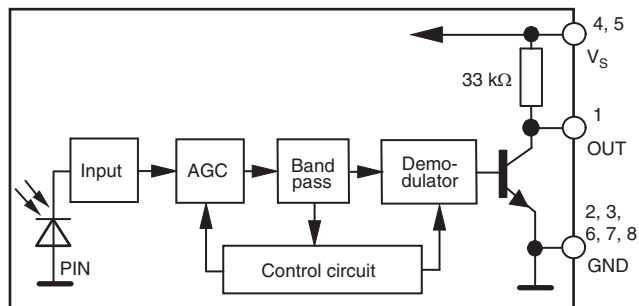 4, 5
V_S
33 kΩ
1
OUT
Input
AGC
Band
pass
Demo-
dulator
2, 3,
6, 7, 8
GND
PIN
Control circuit